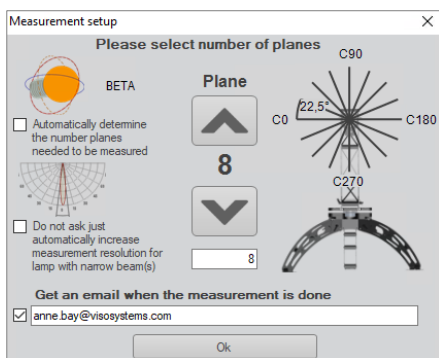 Measurement setup
Please select number of planes
BETA
Automatically determine
the number planes
needed to be measured
Do not ask just
automatically increase
measurement resolution for
lamp with narrow beam(s)
Plane
8
8
C90
22,5°
C0
C180
C270
Get an email when the measurement is done
anne.bay@visosystems.com
Ok